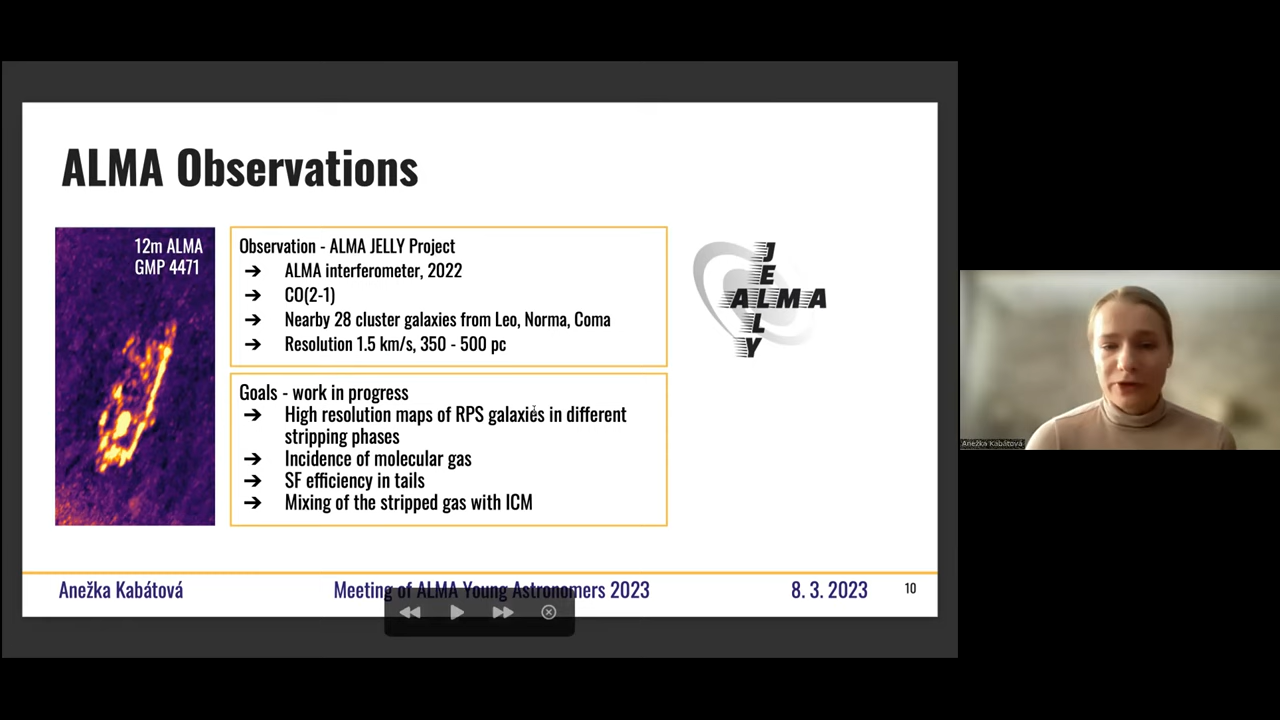 ALMA Observations
12m ALMA
GMP 4471
Observation - ALMA JELLY Project
➔ ALMA interferometer, 2022
➔ CO(2-1)
➔ Nearby 28 cluster galaxies from Leo, Norma, Coma
➔ Resolution 1.5 km/s, 350 - 500 pc
Goals - work in progress
➔ High resolution maps of RPS galaxies in different
stripping phases
➔ Incidence of molecular gas
➔ SF efficiency in tails
➔ Mixing of the stripped gas with ICM
JELLY
ALMA
Anežka Kabátová
Meeting of ALMA Young Astronomers 2023
8. 3. 2023
10
Anežka Kabátová